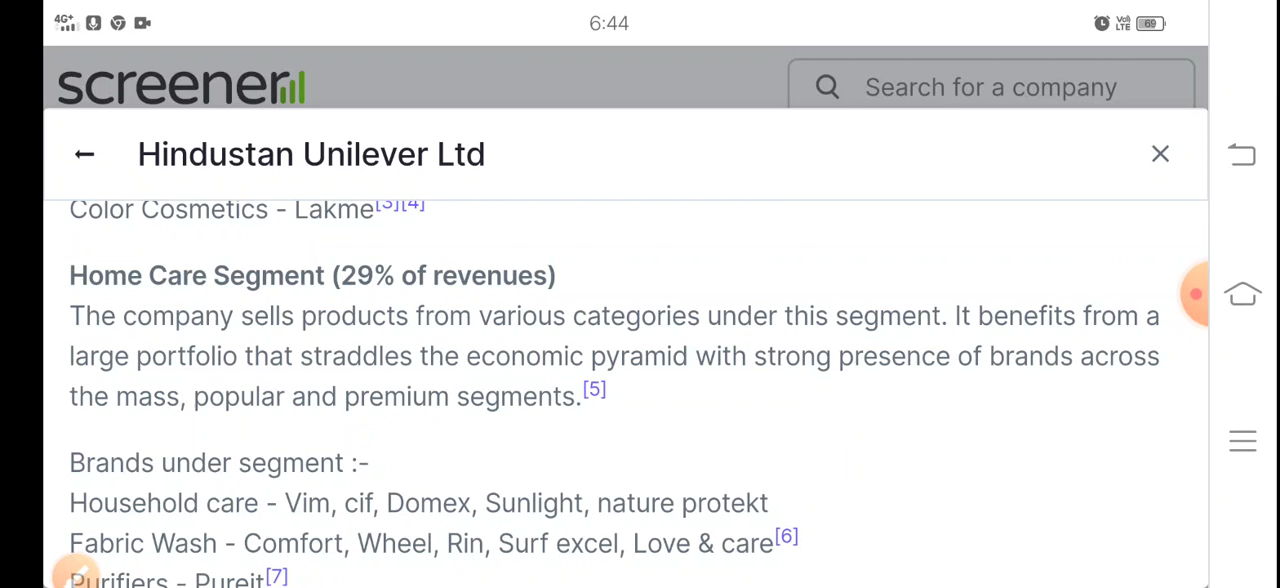 4G+
6:44
Vo)
LTE
69
screener
Search for a company
← Hindustan Unilever Ltd ×
Color Cosmetics - Lakme[3][4]
Home Care Segment (29% of revenues)
The company sells products from various categories under this segment. It benefits from a
large portfolio that straddles the economic pyramid with strong presence of brands across
the mass, popular and premium segments.[5]
Brands under segment :-
Household care - Vim, cif, Domex, Sunlight, nature protekt
Fabric Wash - Comfort, Wheel, Rin, Surf excel, Love & care[6]
Purifiers - Pureit[7]